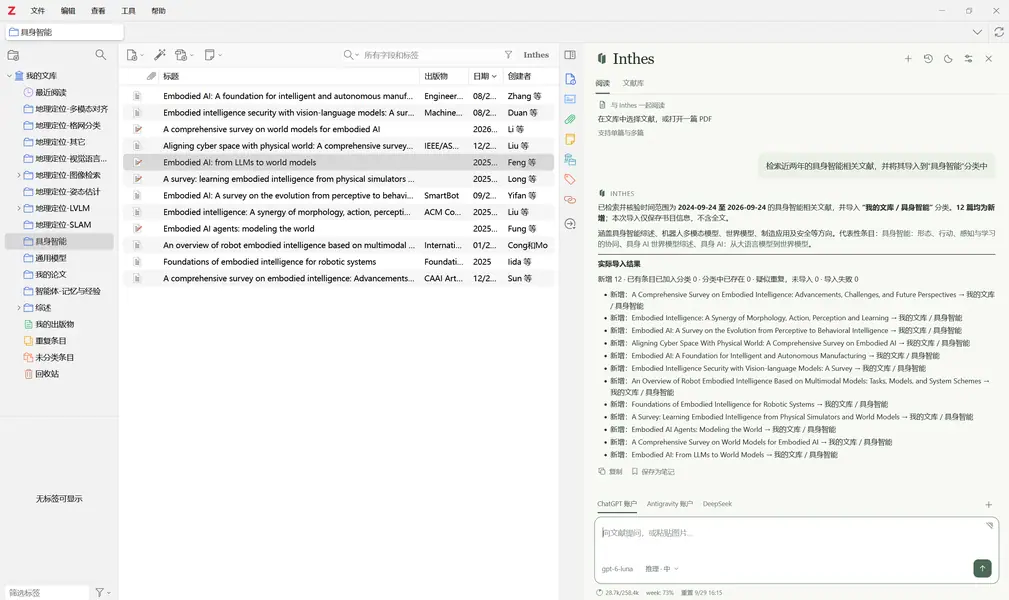 Z 文件 编辑 查看 工具 帮助
具身智能
我的文库
最近阅读
地理定位-多模态对齐
地理定位-格网分类
地理定位-其它
地理定位-视觉语言...
地理定位-图像检索
地理定位-姿态估计
地理定位-LVLM
地理定位-SLAM
具身智能
通用模型
我的论文
智能体-记忆与经验
综述
我的出版物
重复条目
未分类条目
回收站
无标签可显示
筛选标签
所有字段和标签
Inthes
标题 出版物 日期 创建者
Embodied AI: A foundation for intelligent and autonomous manuf... Engineer... 08/2... Zhang 等
Embodied intelligence security with vision-language models: A sur... Machine... 08/2... Duan 等
A comprehensive survey on world models for embodied AI 2026... Li 等
Aligning cyber space with physical world: A comprehensive survey... IEEE/AS... 12/2... Liu 等
Embodied AI: from LLMs to world models 2025... Feng 等
A survey: learning embodied intelligence from physical simulators ... 2025... Long 等
Embodied AI: A survey on the evolution from perceptive to behavi... SmartBot 09/2... Yifan 等
Embodied intelligence: A synergy of morphology, action, percepti... ACM Co... 2025... Liu 等
Embodied AI agents: modeling the world 2025... Fung 等
An overview of robot embodied intelligence based on multimodal ... Internati... 01/2... Cong和Mo
Foundations of embodied intelligence for robotic systems Foundati... 2025 Iida 等
A comprehensive survey on embodied intelligence: Advancements... CAAI Art... 12/2... Sun 等
Inthes
阅读 文献库
与 Inthes 一起阅读
在文库中选择文献，或打开一篇 PDF
支持单篇与多篇
检索近两年的具身智能相关文献，并将其导入到"具身智能"分类中
INTHES
已检索并核验时间范围为 2024-09-24 至 2026-09-24 的具身智能相关文献，并导入 "我的文库 / 具身智能" 分类。12 篇均为新
增；本次导入仅保存书目信息，不含全文。
涵盖具身智能综述、机器人多模态模型、世界模型、制造应用及安全等方向。代表性条目：具身智能：形态、行动、感知与学习
的协同、具身 AI 世界模型综述、具身 AI：从大语言模型到世界模型。
实际导入结果
新增 12 · 已有条目已加入分类 0 · 分类中已存在 0 · 疑似重复，未导入 0 · 导入失败 0
• 新增：A Comprehensive Survey on Embodied Intelligence: Advancements, Challenges, and Future Perspectives → 我的文库
/ 具身智能
• 新增：Embodied Intelligence: A Synergy of Morphology, Action, Perception and Learning → 我的文库 / 具身智能
• 新增：Embodied AI: A Survey on the Evolution from Perceptive to Behavioral Intelligence → 我的文库 / 具身智能
• 新增：Aligning Cyber Space With Physical World: A Comprehensive Survey on Embodied AI → 我的文库 / 具身智能
• 新增：Embodied AI: A Foundation for Intelligent and Autonomous Manufacturing → 我的文库 / 具身智能
• 新增：Embodied Intelligence Security with Vision-language Models: A Survey → 我的文库 / 具身智能
• 新增：An Overview of Robot Embodied Intelligence Based on Multimodal Models: Tasks, Models, and System Schemes →
我的文库 / 具身智能
• 新增：Foundations of Embodied Intelligence for Robotic Systems → 我的文库 / 具身智能
• 新增：A Survey: Learning Embodied Intelligence from Physical Simulators and World Models → 我的文库 / 具身智能
• 新增：Embodied AI Agents: Modeling the World → 我的文库 / 具身智能
• 新增：A Comprehensive Survey on World Models for Embodied AI → 我的文库 / 具身智能
• 新增：Embodied AI: From LLMs to World Models → 我的文库 / 具身智能
复制 保存为笔记
ChatGPT 账户 Antigravity 账户 DeepSeek
向文献提问，或粘贴图片...
gpt-6-luna 推理 · 中
28.7k/258.4k week: 73% 重置 9/29 16:15